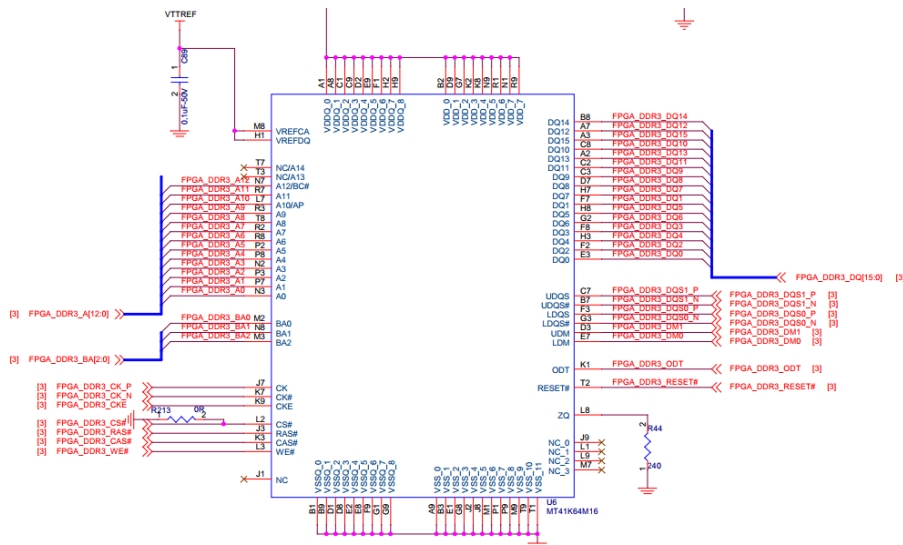 VTTREF
C89
1
2
0.1uF-50V
A1 A8 C1 C9 D2 E9 F1 H2 H9
B2 D9 G7 K2 K8 N9 R1 N1 R9
VDDQ_0 VDDQ_1 VDDQ_2 VDDQ_3 VDDQ_4 VDDQ_5 VDDQ_6 VDDQ_7 VDDQ_8
VDD_0 VDD_1 VDD_2 VDD_3 VDD_4 VDD_5 VDD_6 VDD_7
M8 VREFCA
H1 VREFDQ
T7 NC/A14
T3 NC/A13
FPGA_DDR3_A12 N7 A12/BC#
FPGA_DDR3_A11 R7 A11
FPGA_DDR3_A10 L7 A10/AP
FPGA_DDR3_A9 R3 A9
FPGA_DDR3_A8 T8 A8
FPGA_DDR3_A7 R2 A7
FPGA_DDR3_A6 R8 A6
FPGA_DDR3_A5 P2 A5
FPGA_DDR3_A4 P8 A4
FPGA_DDR3_A3 N2 A3
FPGA_DDR3_A2 P3 A2
FPGA_DDR3_A1 P7 A1
FPGA_DDR3_A0 N3 A0
[3] FPGA_DDR3_A[12:0]
FPGA_DDR3_BA0 M2 BA0
FPGA_DDR3_BA1 N8 BA1
FPGA_DDR3_BA2 M3 BA2
[3] FPGA_DDR3_BA[2:0]
[3] FPGA_DDR3_CK_P J7 CK
[3] FPGA_DDR3_CK_N K7 CK#
[3] FPGA_DDR3_CKE K9 CKE
R213 0R
1 2
[3] FPGA_DDR3_CS# L2 CS#
[3] FPGA_DDR3_RAS# J3 RAS#
[3] FPGA_DDR3_CAS# K3 CAS#
[3] FPGA_DDR3_WE# L3 WE#
J1 NC
DQ14 B8 FPGA_DDR3_DQ14
DQ12 A7 FPGA_DDR3_DQ12
DQ15 A3 FPGA_DDR3_DQ15
DQ10 C8 FPGA_DDR3_DQ10
DQ13 A2 FPGA_DDR3_DQ13
DQ11 C2 FPGA_DDR3_DQ11
DQ9 C3 FPGA_DDR3_DQ9
DQ8 D7 FPGA_DDR3_DQ8
DQ7 H7 FPGA_DDR3_DQ7
DQ1 F7 FPGA_DDR3_DQ1
DQ5 H8 FPGA_DDR3_DQ5
DQ6 G2 FPGA_DDR3_DQ6
DQ3 F8 FPGA_DDR3_DQ3
DQ4 H3 FPGA_DDR3_DQ4
DQ2 F2 FPGA_DDR3_DQ2
DQ0 E3 FPGA_DDR3_DQ0
FPGA_DDR3_DQ[15:0] [3
UDQS C7 FPGA_DDR3_DQS1_P FPGA_DDR3_DQS1_P [3]
UDQS# B7 FPGA_DDR3_DQS1_N FPGA_DDR3_DQS1_N [3]
LDQS F3 FPGA_DDR3_DQS0_P FPGA_DDR3_DQS0_P [3]
LDQS# G3 FPGA_DDR3_DQS0_N FPGA_DDR3_DQS0_N [3]
UDM D3 FPGA_DDR3_DM1 FPGA_DDR3_DM1 [3]
LDM E7 FPGA_DDR3_DM0 FPGA_DDR3_DM0 [3]
ODT K1 FPGA_DDR3_ODT FPGA_DDR3_ODT [3]
RESET# T2 FPGA_DDR3_RESET# FPGA_DDR3_RESET# [3]
ZQ L8
2
R44
1
240
NC_0 J9
NC_1 L1
NC_2 L9
NC_3 M7
VSSQ_0 VSSQ_1 VSSQ_2 VSSQ_3 VSSQ_4 VSSQ_5 VSSQ_6 VSSQ_7 VSSQ_8
VSS_0 VSS_1 VSS_2 VSS_3 VSS_4 VSS_5 VSS_6 VSS_7 VSS_8 VSS_9 VSS_10 VSS_11
B1 B9 D1 D8 E2 E8 F9 G1 G9
A9 B3 E1 G8 J2 J8 M1 P1 P9 M9 T9 T1
U6
MT41K64M16